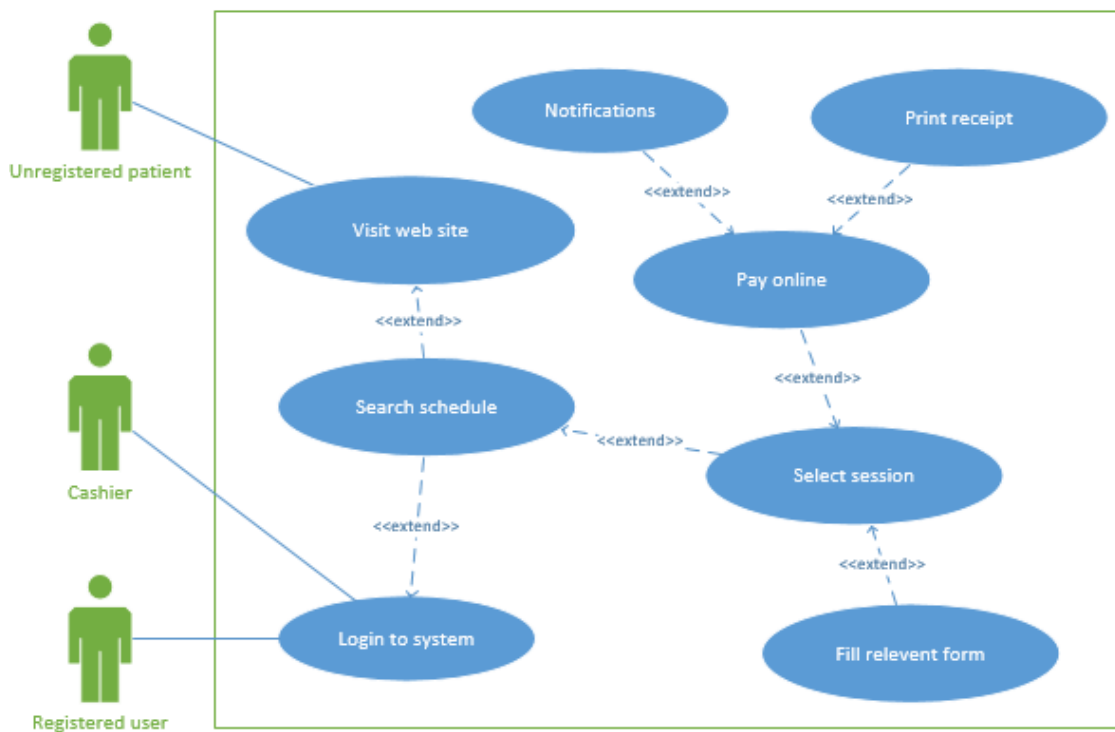 Notifications
Print receipt
Unregistered patient
<<extend>>
<<extend>>
Visit web site
Pay online
<<extend>>
<<extend>>
Search schedule
<<extend>>
Select session
Cashier
<<extend>>
<<extend>>
Login to system
Fill relevent form
Registered user